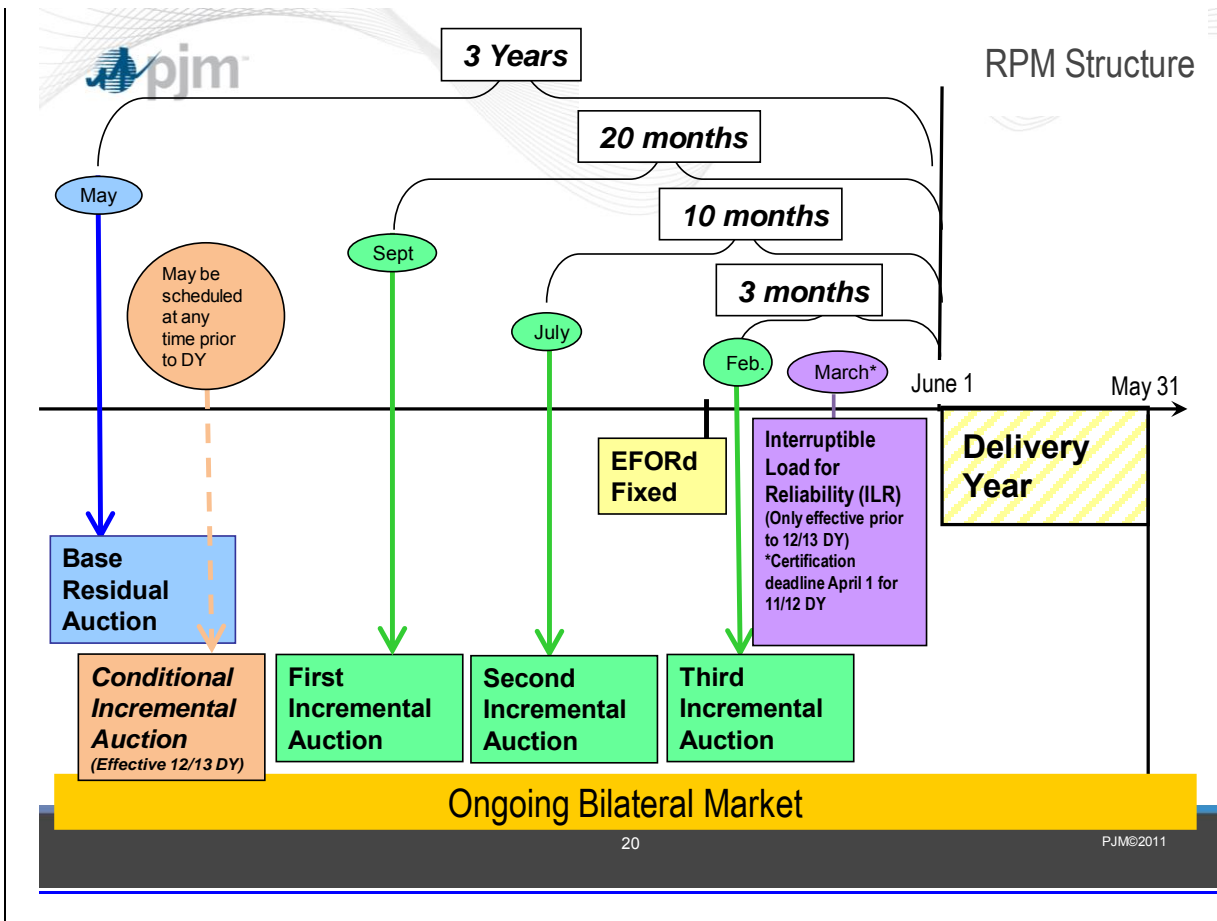 pjm
RPM Structure
3 Years
20 months
10 months
3 months
May
May be
scheduled
at any
time prior
to DY
Sept
July
Feb.
March*
June 1
May 31
EFORd
Fixed
Interruptible
Load for
Reliability (ILR)
(Only effective prior
to 12/13 DY)
*Certification
deadline April 1 for
11/12 DY
Delivery
Year
Base
Residual
Auction
Conditional
Incremental
Auction
(Effective 12/13 DY)
First
Incremental
Auction
Second
Incremental
Auction
Third
Incremental
Auction
Ongoing Bilateral Market
20
PJM©2011